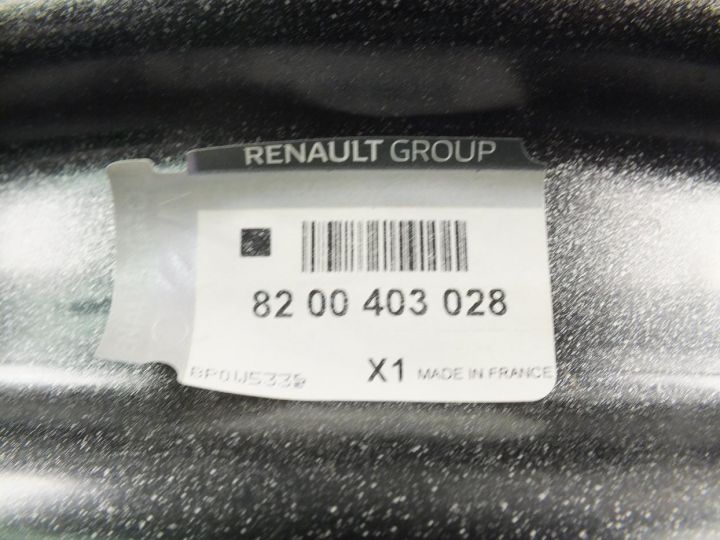 RENAULT GROUP
82 00 403 028
X1 MADE IN FRANCE